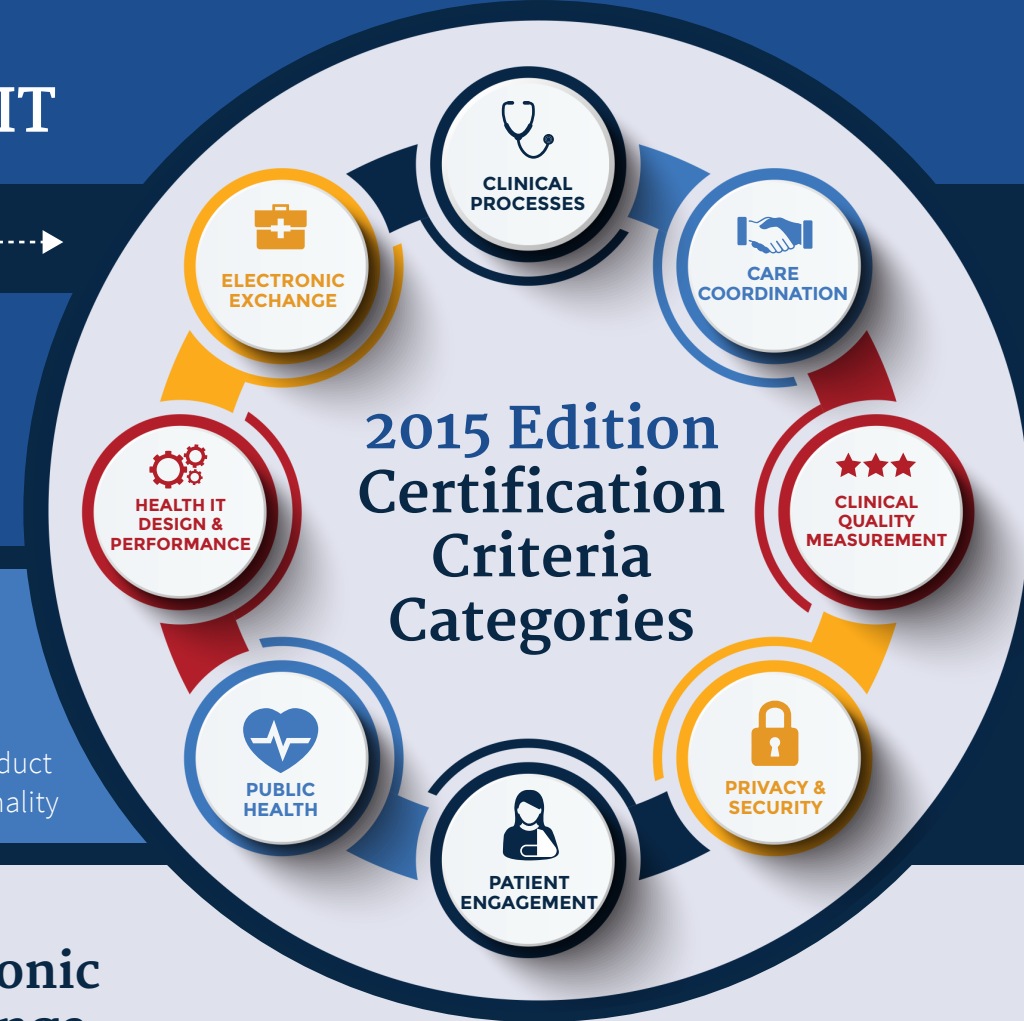 IT
CLINICAL
PROCESSES
CARE
COORDINATION
CLINICAL
QUALITY
MEASUREMENT
PRIVACY &
SECURITY
PATIENT
ENGAGEMENT
PUBLIC
HEALTH
HEALTH IT
DESIGN &
PERFORMANCE
ELECTRONIC
EXCHANGE
2015 Edition
Certification
Criteria
Categories
duct
nality
onic